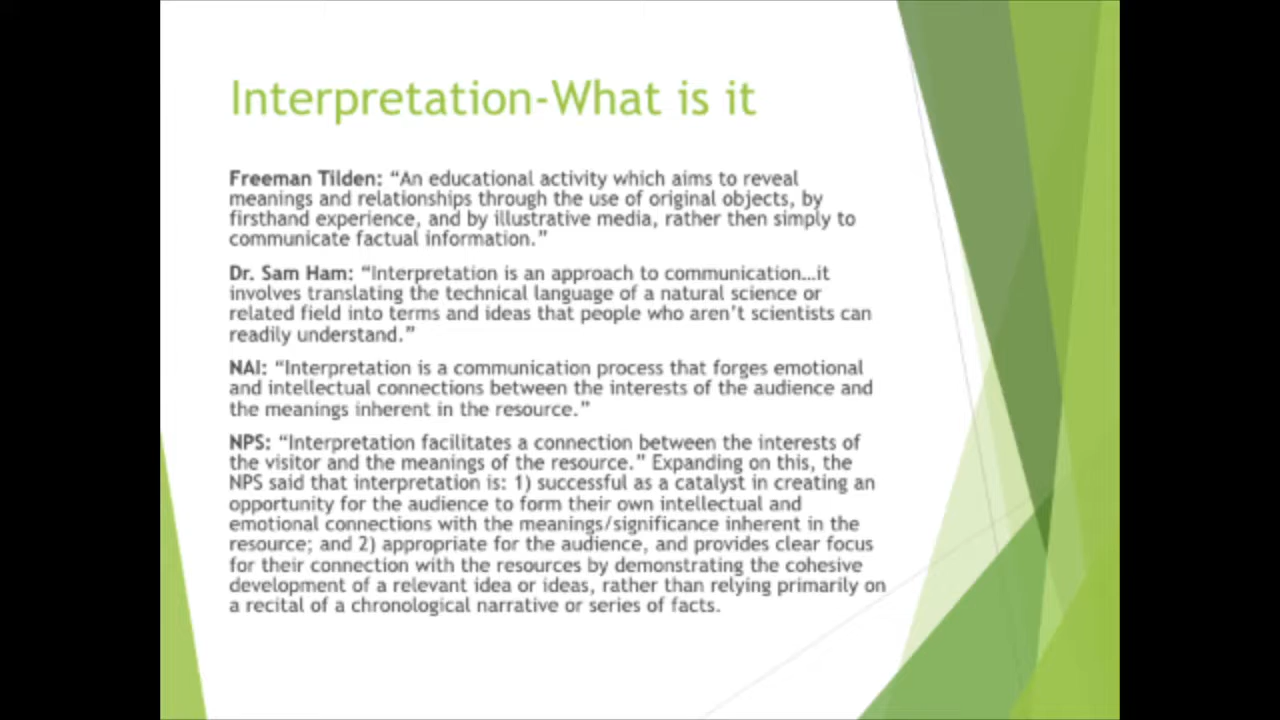 Interpretation-What is it
Freeman Tilden: “An educational activity which aims to reveal
meanings and relationships through the use of original objects, by
firsthand experience, and by illustrative media, rather then simply to
communicate factual information.”
Dr. Sam Ham: “Interpretation is an approach to communication…it
involves translating the technical language of a natural science or
related field into terms and ideas that people who aren’t scientists can
readily understand.”
NAI: “Interpretation is a communication process that forges emotional
and intellectual connections between the interests of the audience and
the meanings inherent in the resource.”
NPS: “Interpretation facilitates a connection between the interests of
the visitor and the meanings of the resource.” Expanding on this, the
NPS said that interpretation is: 1) successful as a catalyst in creating an
opportunity for the audience to form their own intellectual and
emotional connections with the meanings/significance inherent in the
resource; and 2) appropriate for the audience, and provides clear focus
for their connection with the resources by demonstrating the cohesive
development of a relevant idea or ideas, rather than relying primarily on
a recital of a chronological narrative or series of facts.